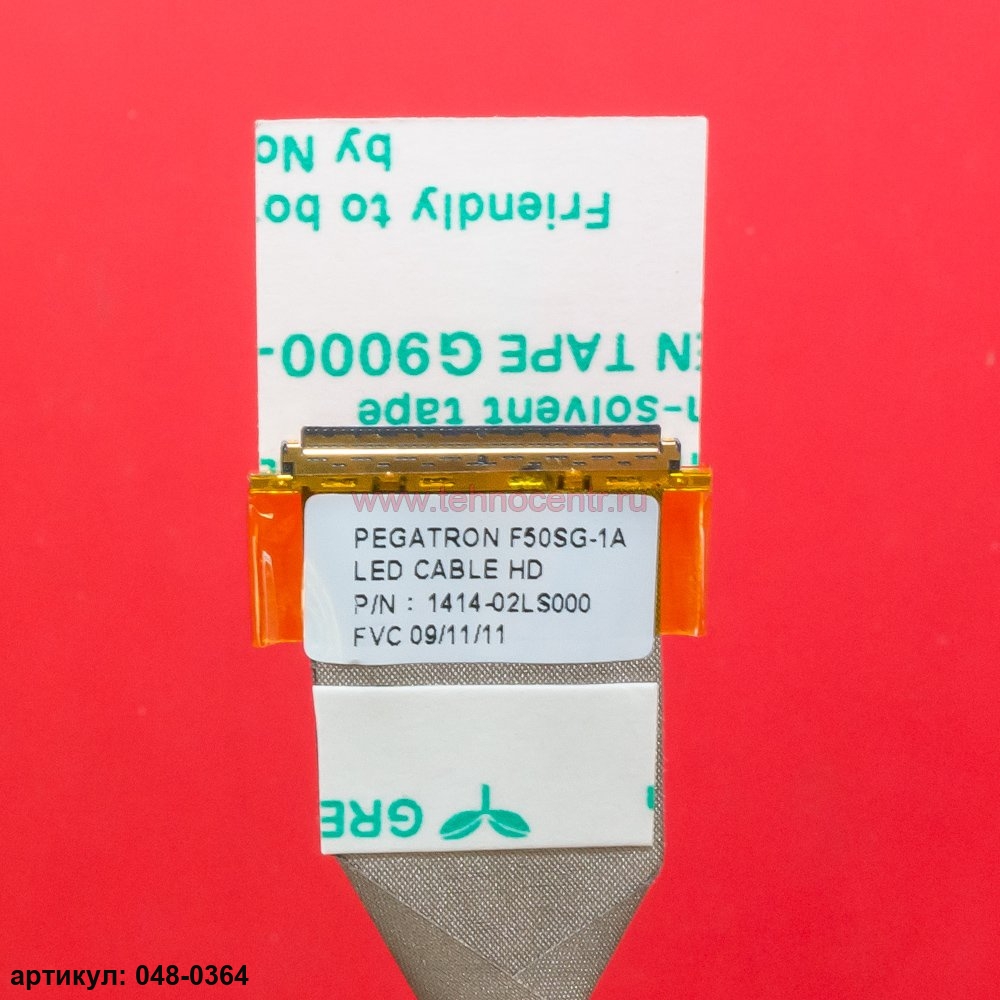 by No
Friendly to bo
EN TAPE G9000-
-solvent tape
www.tehnocentr.ru
PEGATRON F50SG-1A
LED CABLE HD
P/N : 1414-02LS000
FVC 09/11/11
GRE
артикул: 048-0364